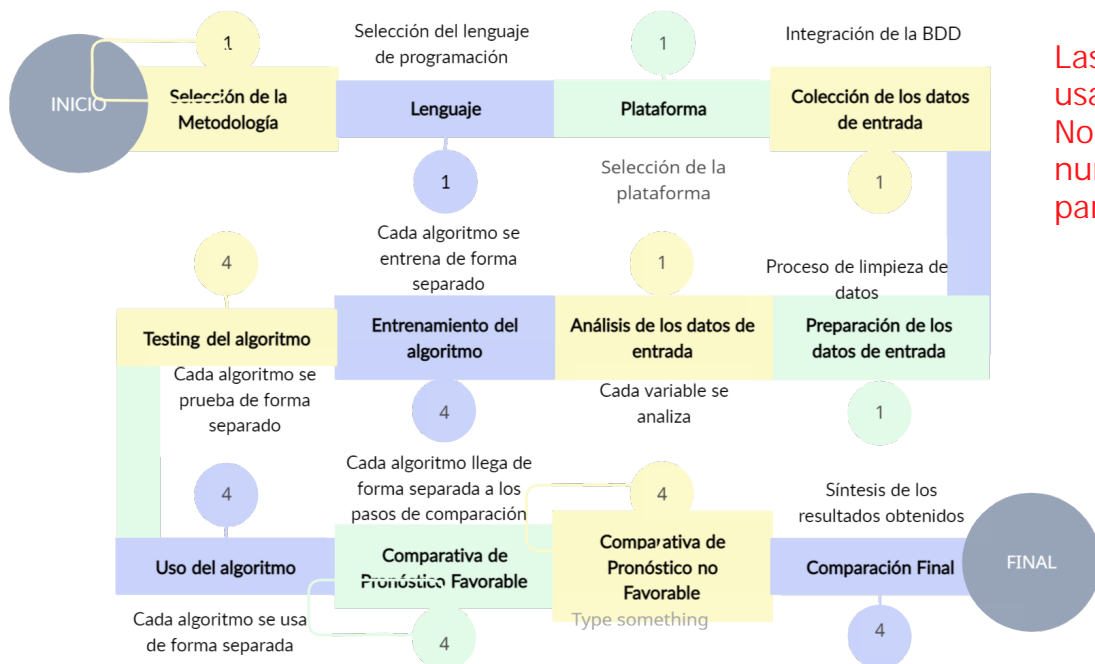 1
Selección del lenguaje
de programación
1
Integración de la BDD
INICIO
Selección de la
Metodología
Lenguaje
Plataforma
Colección de los datos
de entrada
1
Selección de la
plataforma
1
Las
usa
No
nu
par
4
Cada algoritmo se
entrena de forma
separado
1
Proceso de limpieza de
datos
Testing del algoritmo
Entrenamiento del
algoritmo
Análisis de los datos de
entrada
Preparación de los
datos de entrada
Cada algoritmo se
prueba de forma
separado
4
Cada variable se
analiza
1
4
Cada algoritmo llega de
forma separada a los
pasos de comparación
4
Síntesis de los
resultados obtenidos
Uso del algoritmo
Comparativa de
Pronóstico Favorable
Comparativa de
Pronóstico no
Favorable
Comparación Final
FINAL
Cada algoritmo se usa
de forma separada
4
Type something
4